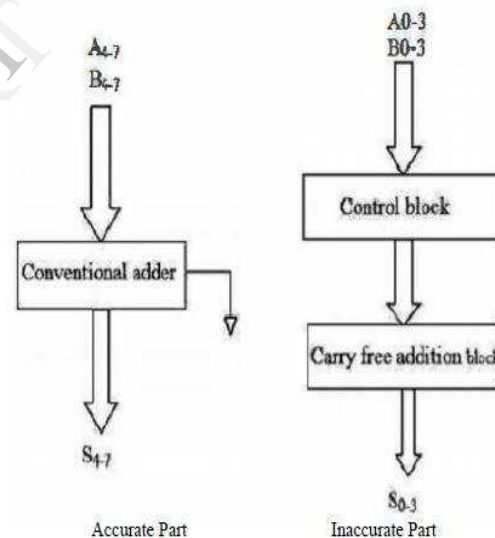 A4-7
B4-7
Conventional adder
S4-7
Accurate Part
A0-3
B0-3
Control block
Carry free addition block
S0-3
Inaccurate Part